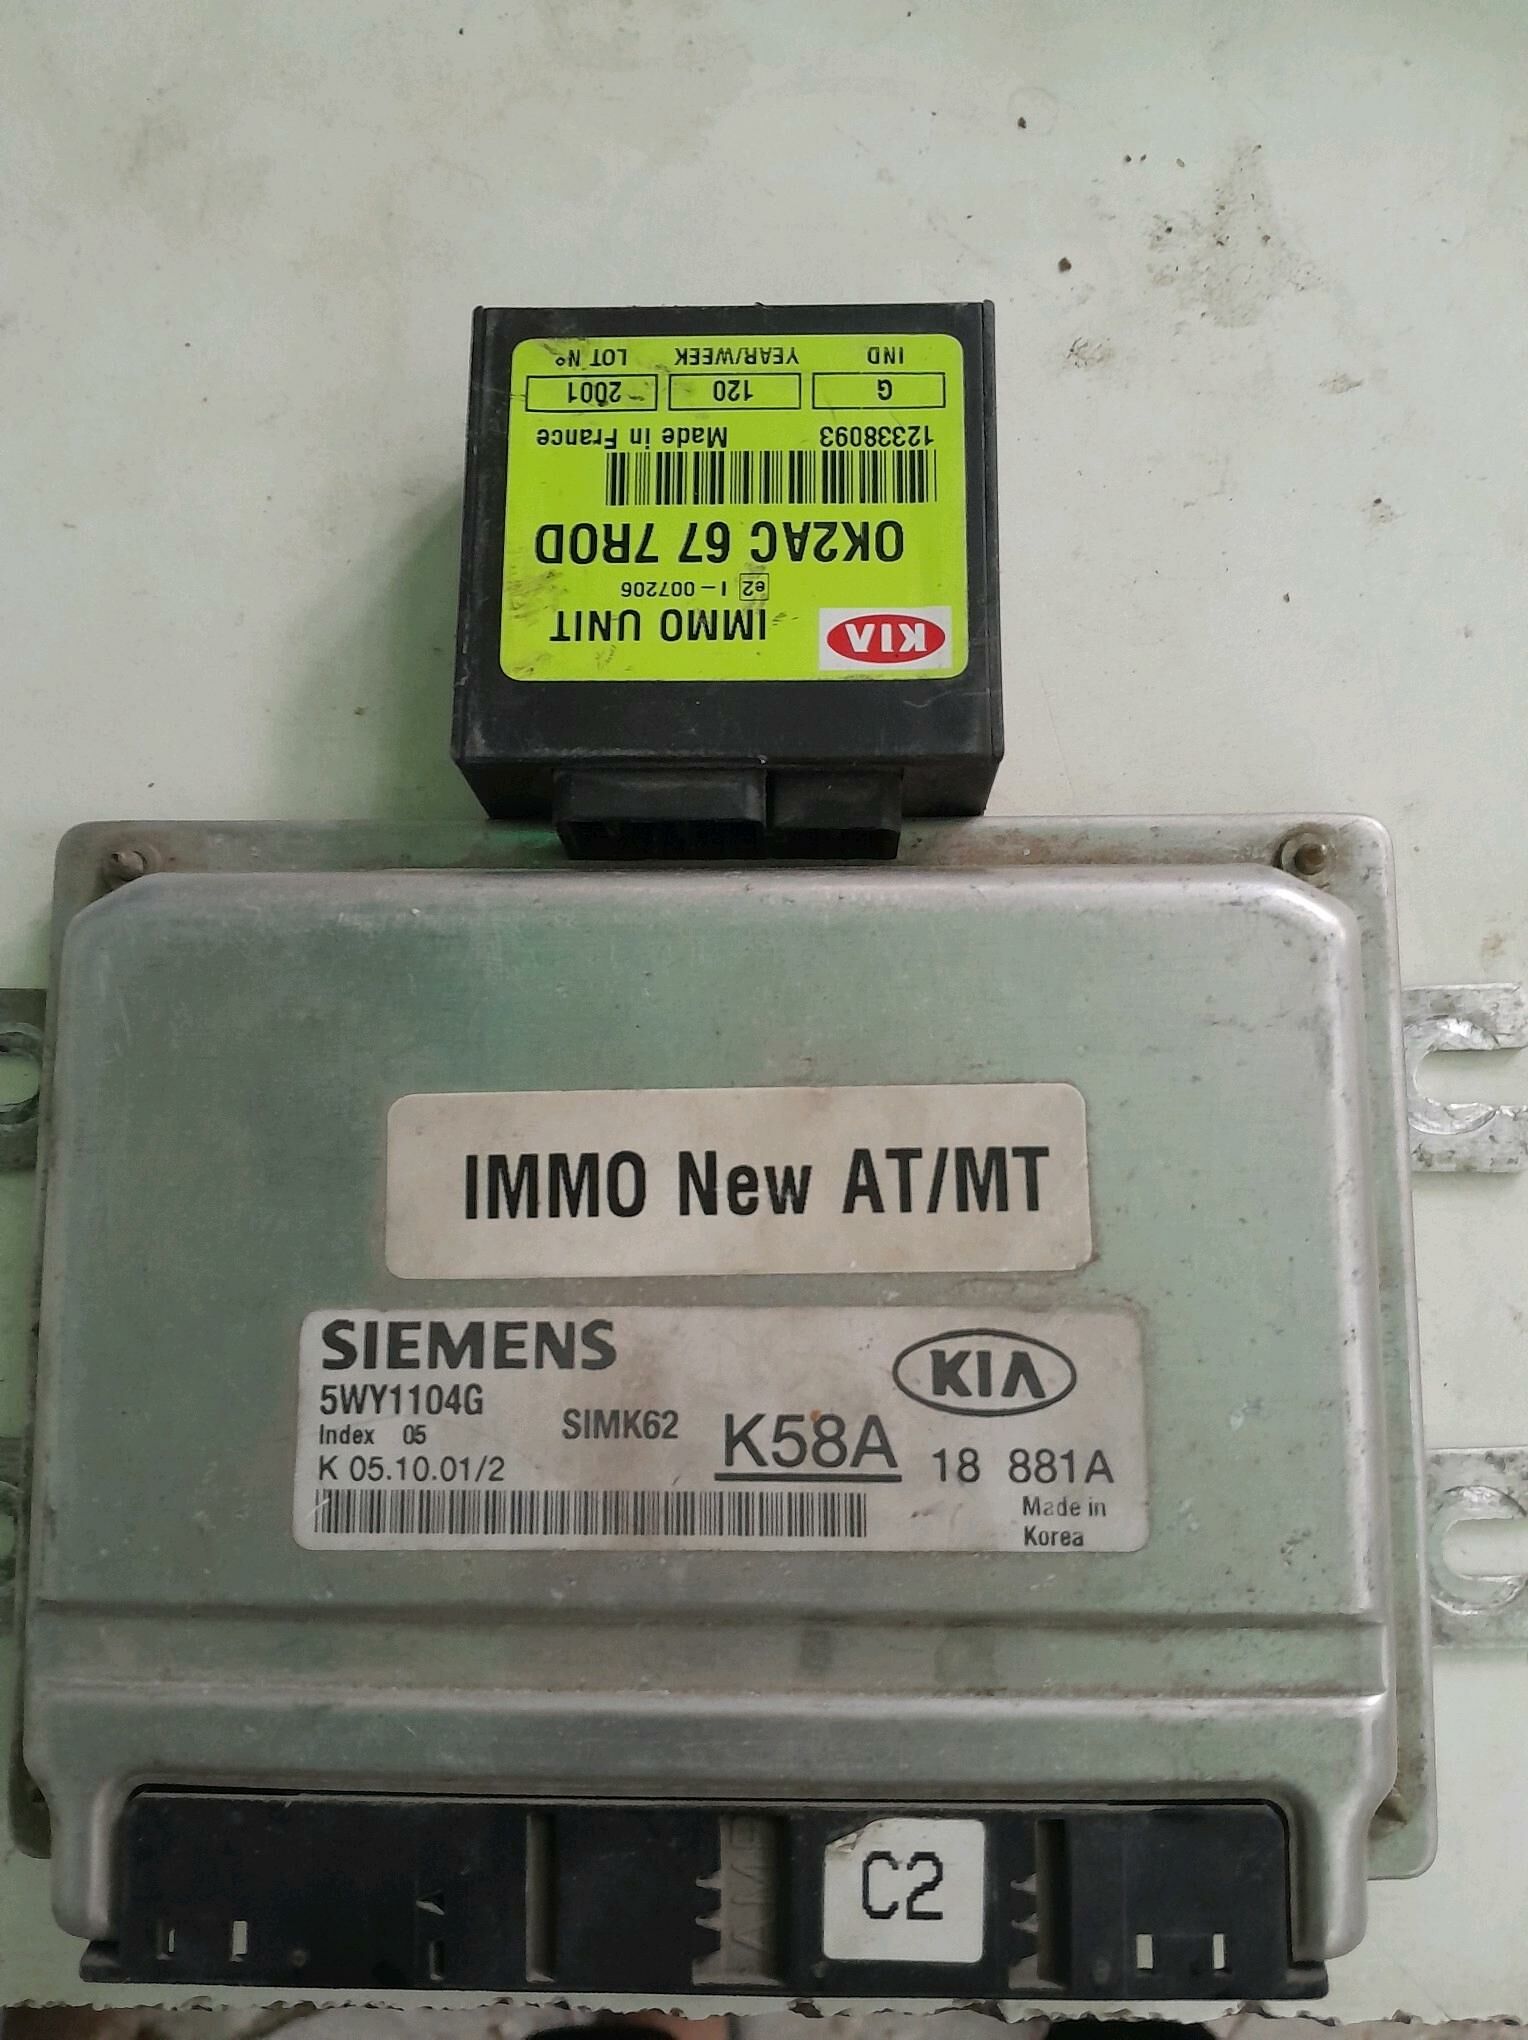 KIA IMMO UNIT
e2 I - 007206
0K2AC 67 7R0D
12338093 Made in France
G 120 2001
IND YEAR/WEEK LOT N°
IMMO New AT/MT
SIEMENS KIA
5WY1104G
Index 05 SIMK62 K58A 18 881A
K 05.10.01/2
Made in
Korea
AMP
C2